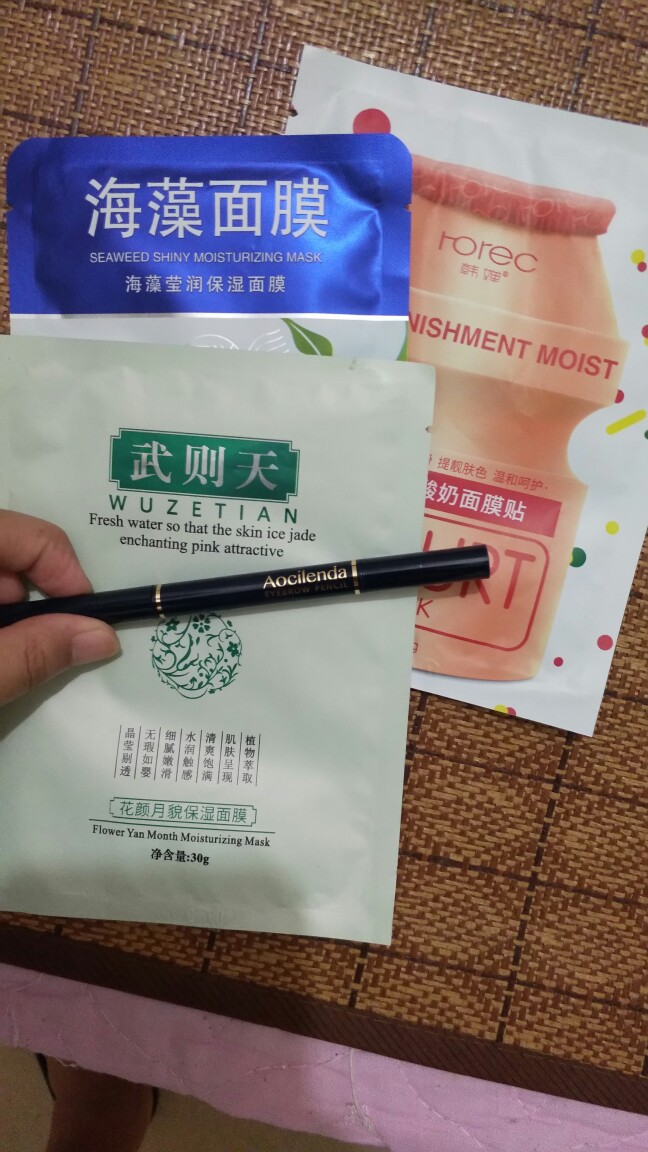 海藻面膜
SEAWEED SHINY MOISTURIZING MASK
海藻莹润保湿面膜
rorec
韩婵®
NISHMENT MOIST
提靓肤色 温和呵护·
酸奶面膜贴
URT
K
g
武则天
WUZETIAN
Fresh water so that the skin ice jade
enchanting pink attractive
Aocilenda
EYEBROW PENCIL
植物萃取
肌肤呈现
清爽饱满
水润触感
细腻嫩滑
无瑕如婴
晶莹剔透
花颜月貌保湿面膜
Flower Yan Month Moisturizing Mask
净含量:30g